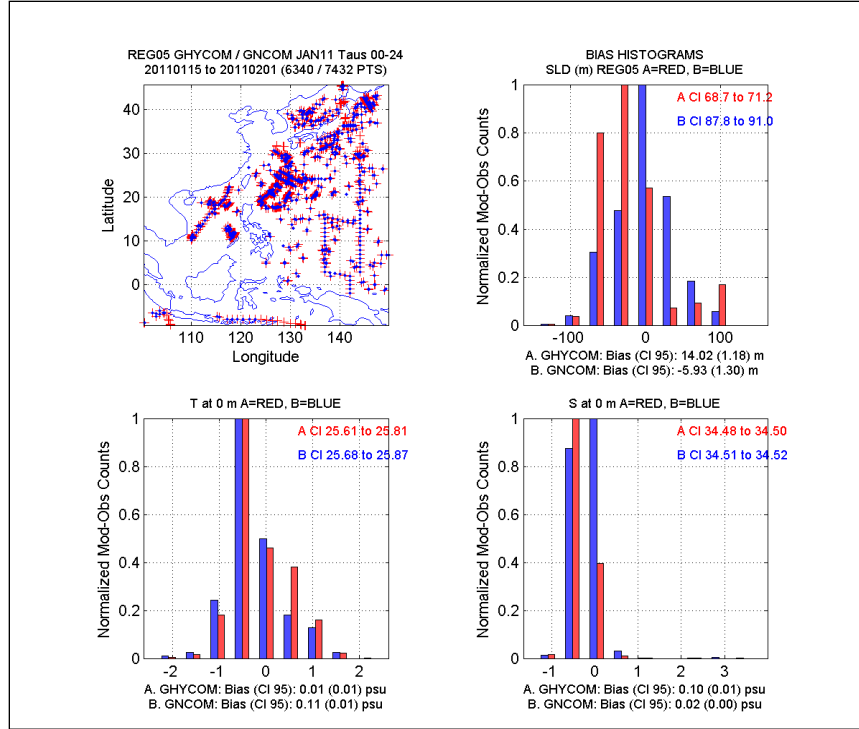 REG05 GHYCOM / GNCOM JAN11 Taus 00-24
20110115 to 20110201 (6340 / 7432 PTS)
40
30
20
10
0
Latitude
110 120 130 140
Longitude
BIAS HISTOGRAMS
SLD (m) REG05 A=RED, B=BLUE
A CI 68.7 to 71.2
B CI 87.8 to 91.0
1
0.8
0.6
0.4
0.2
0
Normalized Mod-Obs Counts
-100 0 100
A. GHYCOM: Bias (CI 95): 14.02 (1.18) m
B. GNCOM: Bias (CI 95): -5.93 (1.30) m
T at 0 m A=RED, B=BLUE
A CI 25.61 to 25.81
B CI 25.68 to 25.87
1
0.8
0.6
0.4
0.2
0
Normalized Mod-Obs Counts
-2 -1 0 1 2
A. GHYCOM: Bias (CI 95): 0.01 (0.01) psu
B. GNCOM: Bias (CI 95): 0.11 (0.01) psu
S at 0 m A=RED, B=BLUE
A CI 34.48 to 34.50
B CI 34.51 to 34.52
1
0.8
0.6
0.4
0.2
0
Normalized Mod-Obs Counts
-1 0 1 2 3
A. GHYCOM: Bias (CI 95): 0.10 (0.01) psu
B. GNCOM: Bias (CI 95): 0.02 (0.00) psu